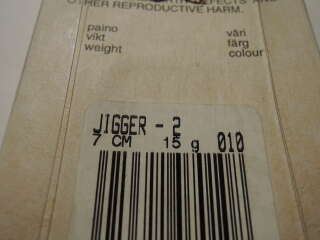 OTHER REPRODUCTIVE HARM.
paino väri
vikt färg
weight colour
JIGGER - 2
7 CM 15 g 010